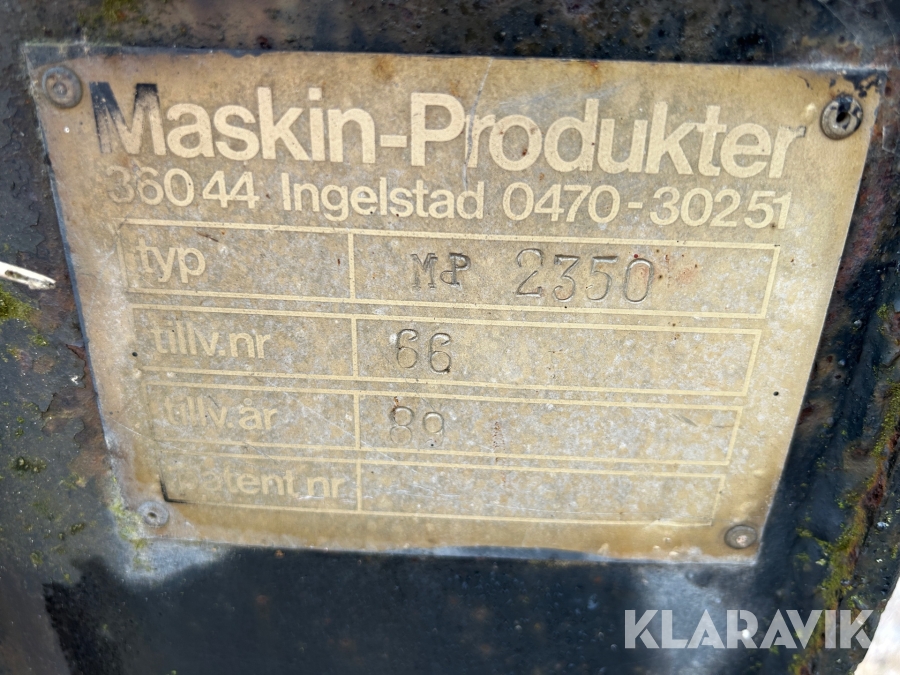 Maskin-Produkter
360 44 Ingelstad 0470-30251
typ MP 2350
tillv.nr 66
tillv.år 89
patent.nr
KLARAVIK